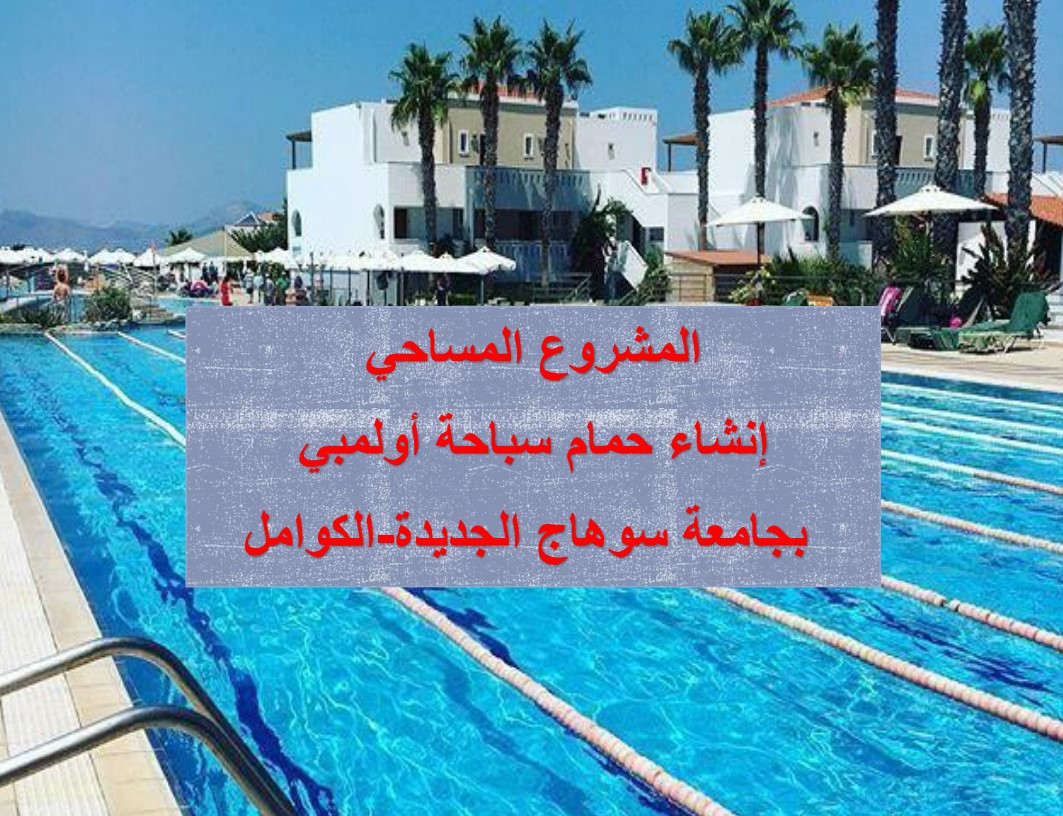 المشروع المساحي
إنشاء حمام سباحة أولمبي
بجامعة سوهاج الجديدة-الكوامل